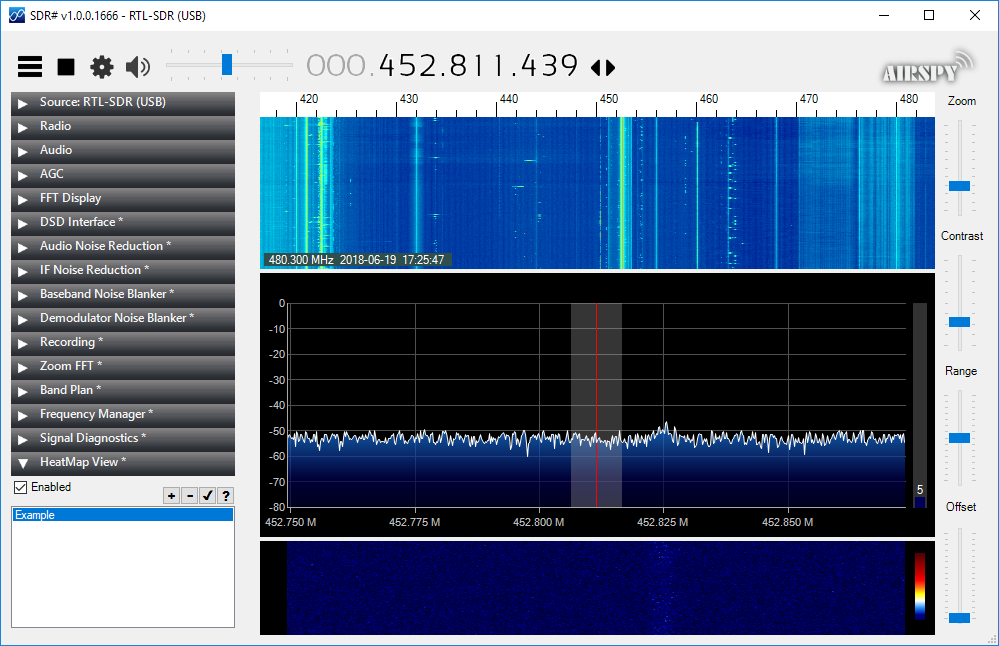 SDR# v1.0.0.1666 - RTL-SDR (USB)
000.452.811.439
AIRSPY
Source: RTL-SDR (USB)
Radio
Audio
AGC
FFT Display
DSD Interface *
Audio Noise Reduction *
IF Noise Reduction *
Baseband Noise Blanker *
Demodulator Noise Blanker *
Recording *
Zoom FFT *
Band Plan *
Frequency Manager *
Signal Diagnostics *
HeatMap View *
Enabled
+ - ✓ ?
Example
420 430 440 450 460 470 480
480.300 MHz 2018-06-19 17:25:47
0
-10
-20
-30
-40
-50
-60
-70
-80
5
452.750 M 452.775 M 452.800 M 452.825 M 452.850 M
Zoom
Contrast
Range
Offset